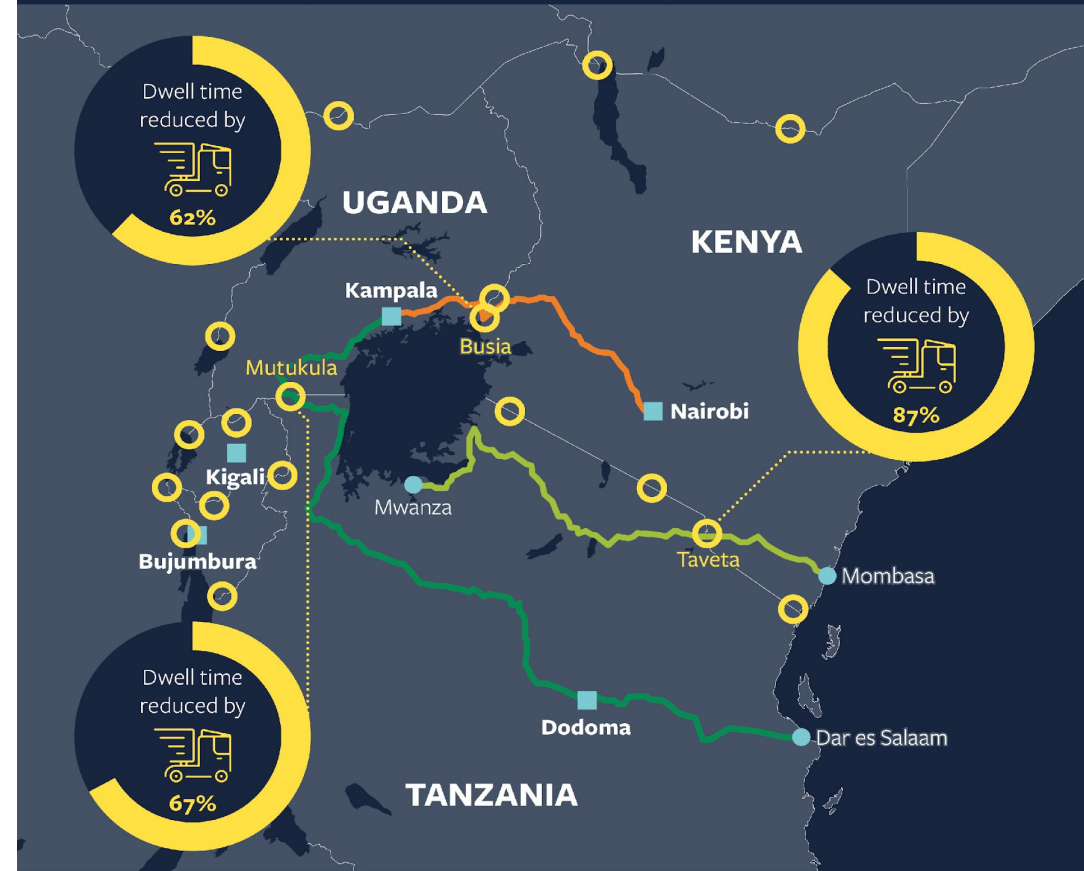 Dwell time
reduced by
62%
UGANDA
KENYA
Dwell time
reduced by
87%
Kampala
Busia
Mutukula
Nairobi
Kigali
Mwanza
Bujumbura
Taveta
Mombasa
Dwell time
reduced by
67%
Dodoma
Dar es Salaam
TANZANIA